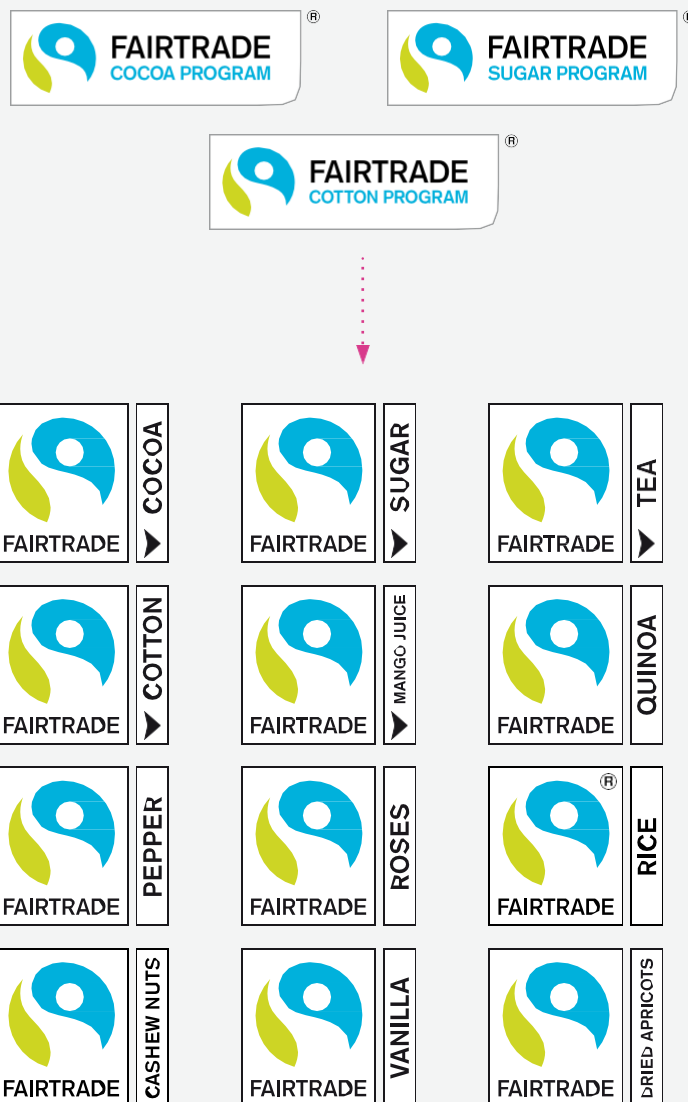 FAIRTRADE
COCOA PROGRAM
®
FAIRTRADE
SUGAR PROGRAM
®
FAIRTRADE
COTTON PROGRAM
®
FAIRTRADE
COCOA
FAIRTRADE
SUGAR
FAIRTRADE
TEA
FAIRTRADE
COTTON
FAIRTRADE
MANGO JUICE
FAIRTRADE
QUINOA
FAIRTRADE
PEPPER
FAIRTRADE
ROSES
®
FAIRTRADE
RICE
FAIRTRADE
CASHEW NUTS
FAIRTRADE
VANILLA
FAIRTRADE
DRIED APRICOTS